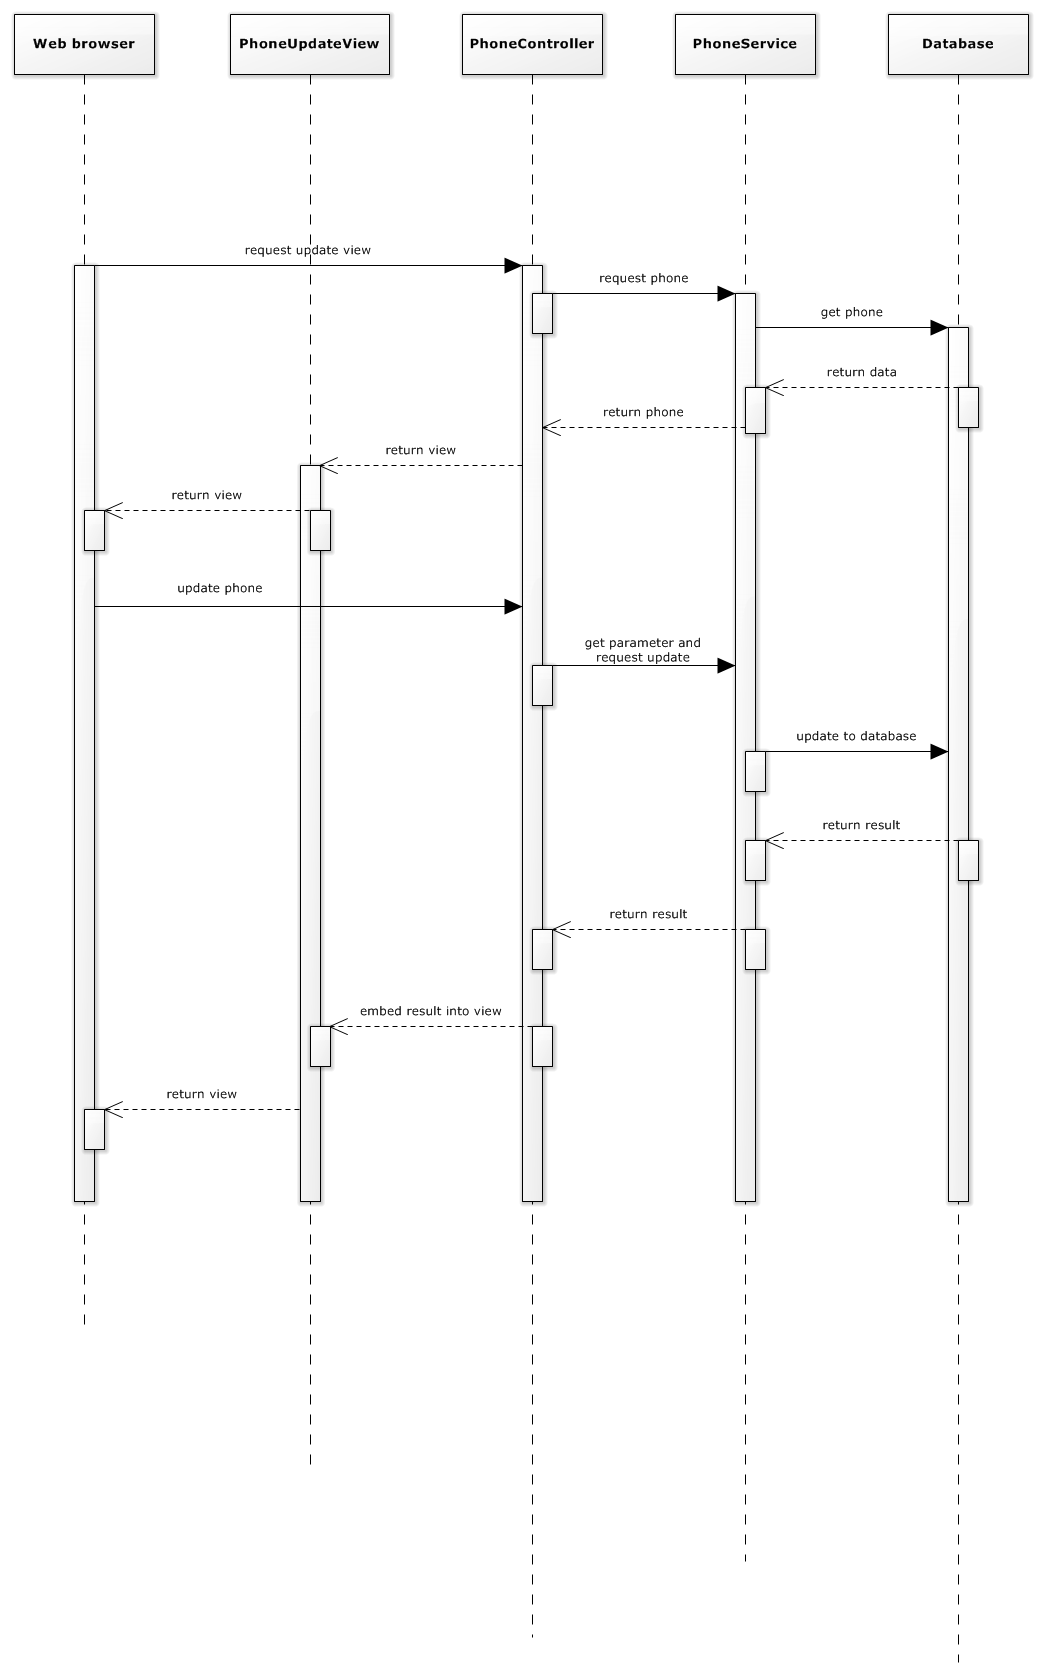 Web browser
PhoneUpdateView
PhoneController
PhoneService
Database
request update view
request phone
get phone
return data
return phone
return view
return view
update phone
get parameter and
request update
update to database
return result
return result
embed result into view
return view